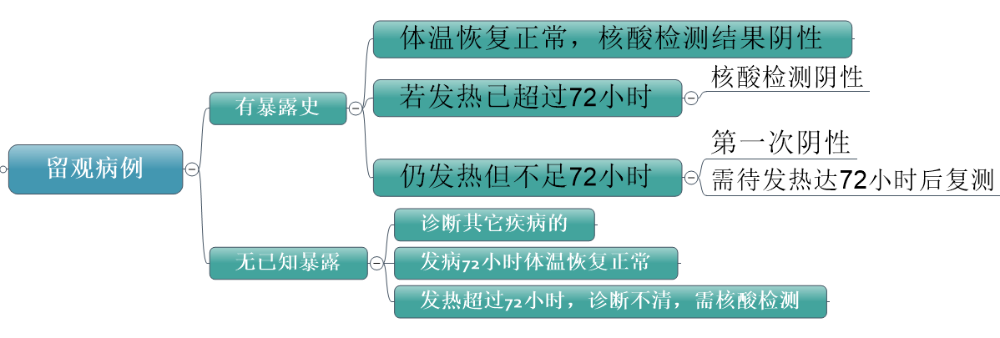 体温恢复正常，核酸检测结果阴性
核酸检测阴性
若发热已超过72小时
有暴露史
第一次阴性
留观病例
仍发热但不足72小时
需待发热达72小时后复测
诊断其它疾病的
无已知暴露
发病72小时体温恢复正常
发热超过72小时，诊断不清，需核酸检测